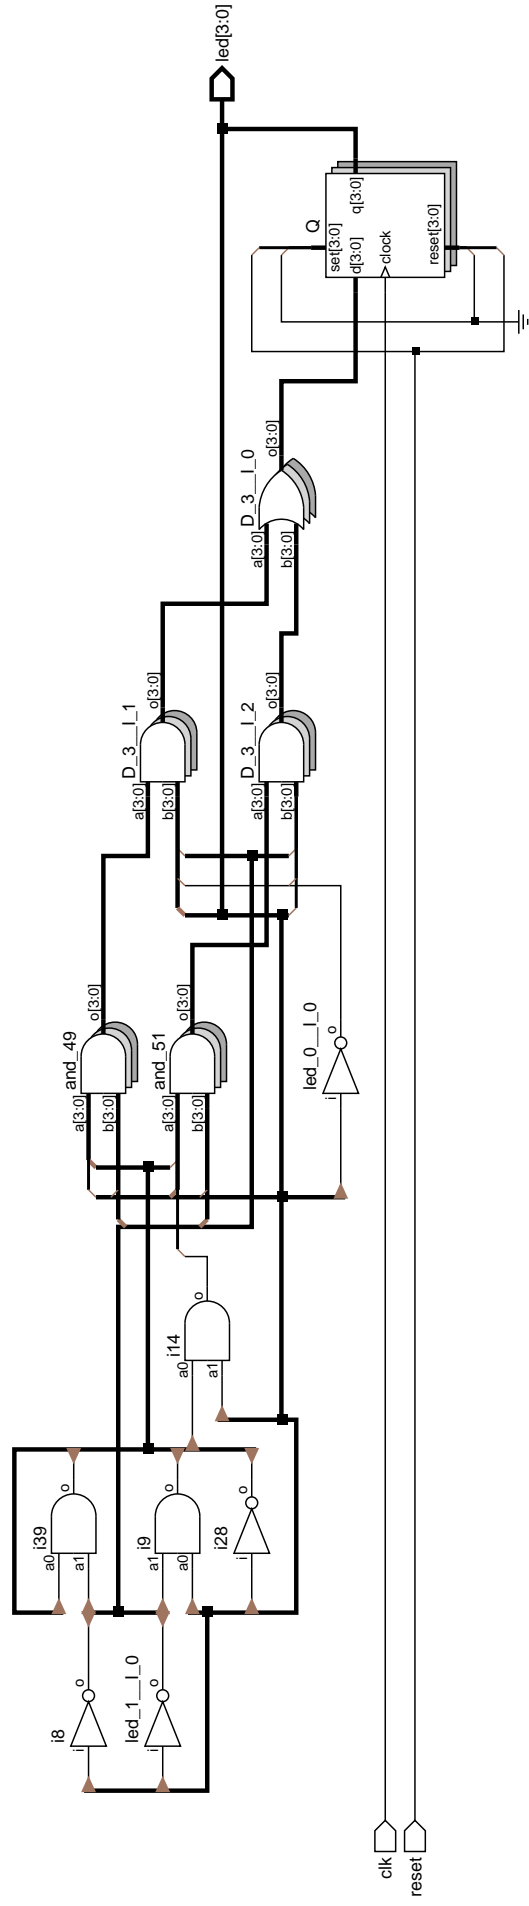 i8
i
o
led_1__I_0
i
o
i39
a0
a1
o
i9
a1
a0
o
i28
i
o
i14
a0
a1
o
and_49
a[3:0]
b[3:0]
o[3:0]
and_51
a[3:0]
b[3:0]
o[3:0]
led_0__I_0
i
o
D_3__I_1
a[3:0]
b[3:0]
o[3:0]
D_3__I_2
a[3:0]
b[3:0]
o[3:0]
D_3__I_0
a[3:0]
b[3:0]
o[3:0]
Q
set[3:0]
d[3:0]
q[3:0]
clock
reset[3:0]
led[3:0]
clk
reset